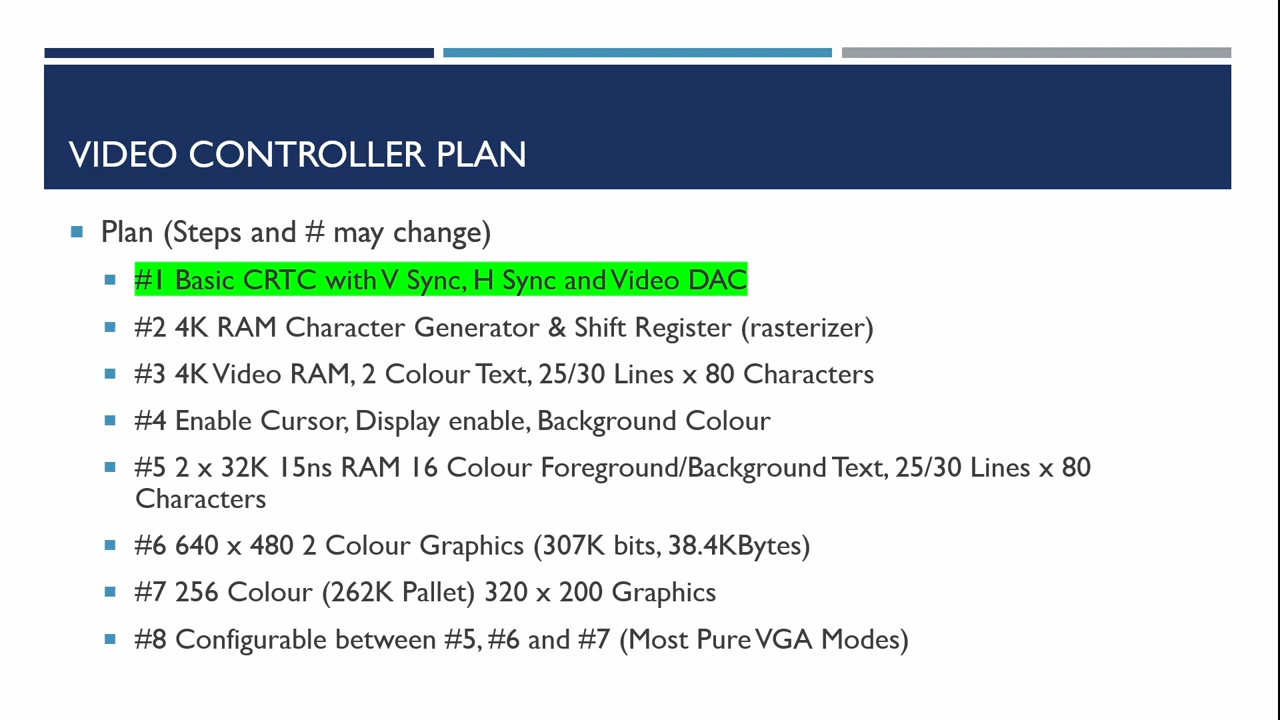 VIDEO CONTROLLER PLAN
Plan (Steps and # may change)
#1 Basic CRTC with V Sync, H Sync and Video DAC
#2 4K RAM Character Generator & Shift Register (rasterizer)
#3 4K Video RAM, 2 Colour Text, 25/30 Lines x 80 Characters
#4 Enable Cursor, Display enable, Background Colour
#5 2 x 32K 15ns RAM 16 Colour Foreground/Background Text, 25/30 Lines x 80
Characters
#6 640 x 480 2 Colour Graphics (307K bits, 38.4KBytes)
#7 256 Colour (262K Pallet) 320 x 200 Graphics
#8 Configurable between #5, #6 and #7 (Most Pure VGA Modes)